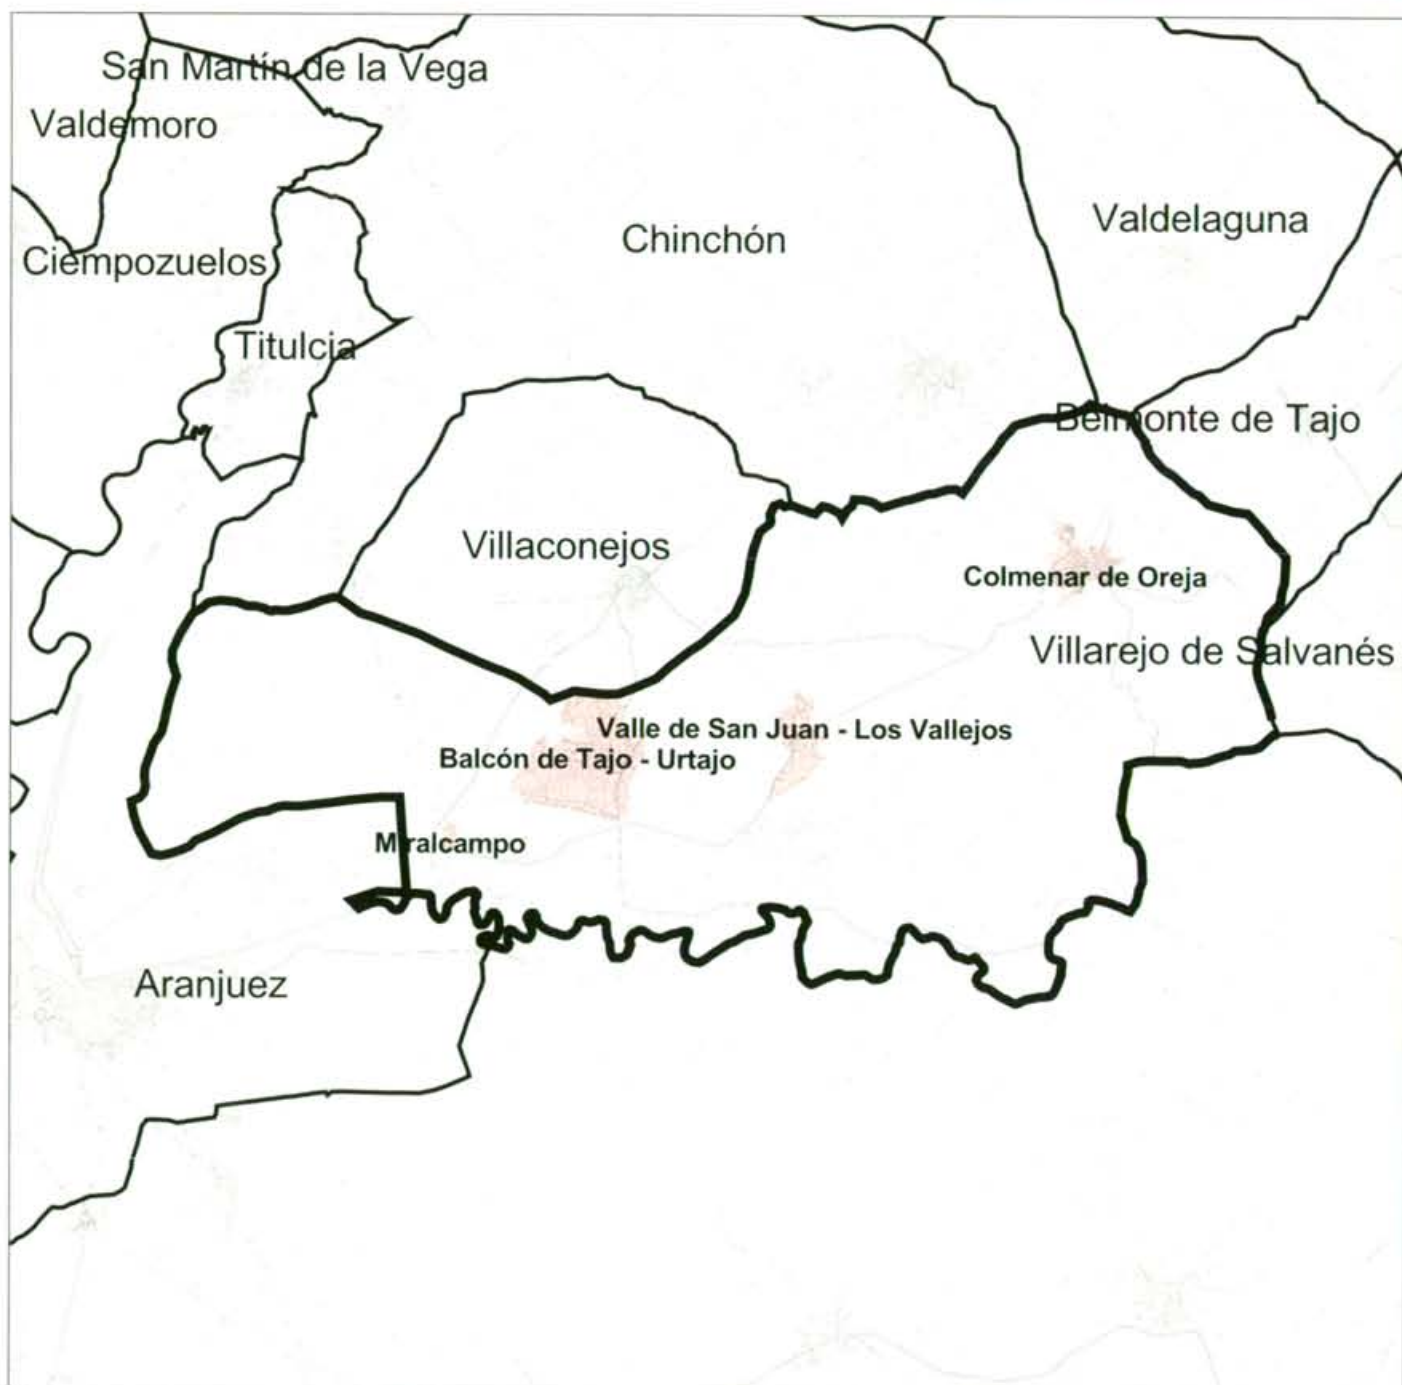 San Martín de la Vega
Valdemoro
Chinchón
Valdelaguna
Ciempozuelos
Titulcia
Belmonte de Tajo
Villaconejos
Colmenar de Oreja
Villarejo de Salvanés
Valle de San Juan - Los Vallejos
Balcón de Tajo - Urtajo
Miralcampo
Aranjuez